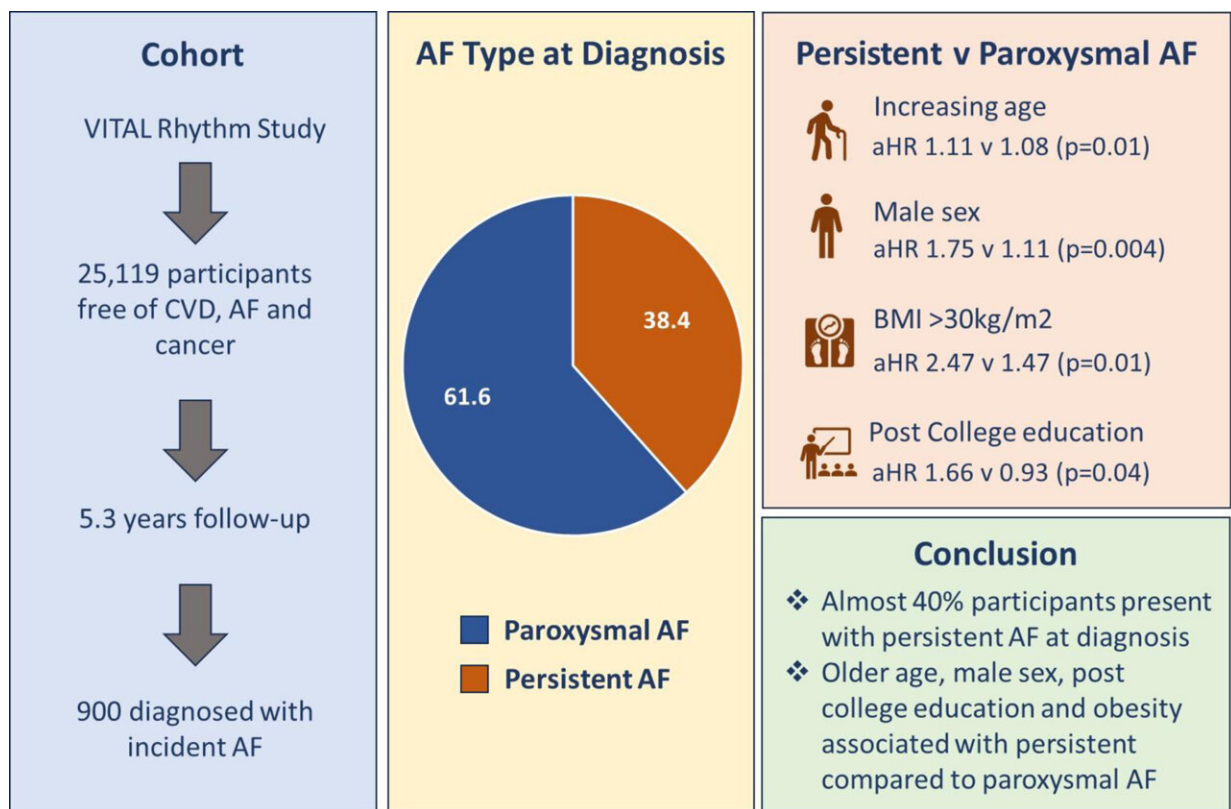 Cohort
VITAL Rhythm Study
25,119 participants
free of CVD, AF and
cancer
5.3 years follow-up
900 diagnosed with
incident AF
AF Type at Diagnosis
38.4
61.6
Paroxysmal AF
Persistent AF
Persistent v Paroxysmal AF
Increasing age
aHR 1.11 v 1.08 (p=0.01)
Male sex
aHR 1.75 v 1.11 (p=0.004)
BMI >30kg/m2
aHR 2.47 v 1.47 (p=0.01)
Post College education
aHR 1.66 v 0.93 (p=0.04)
Conclusion
❖ Almost 40% participants present
with persistent AF at diagnosis
❖ Older age, male sex, post
college education and obesity
associated with persistent
compared to paroxysmal AF